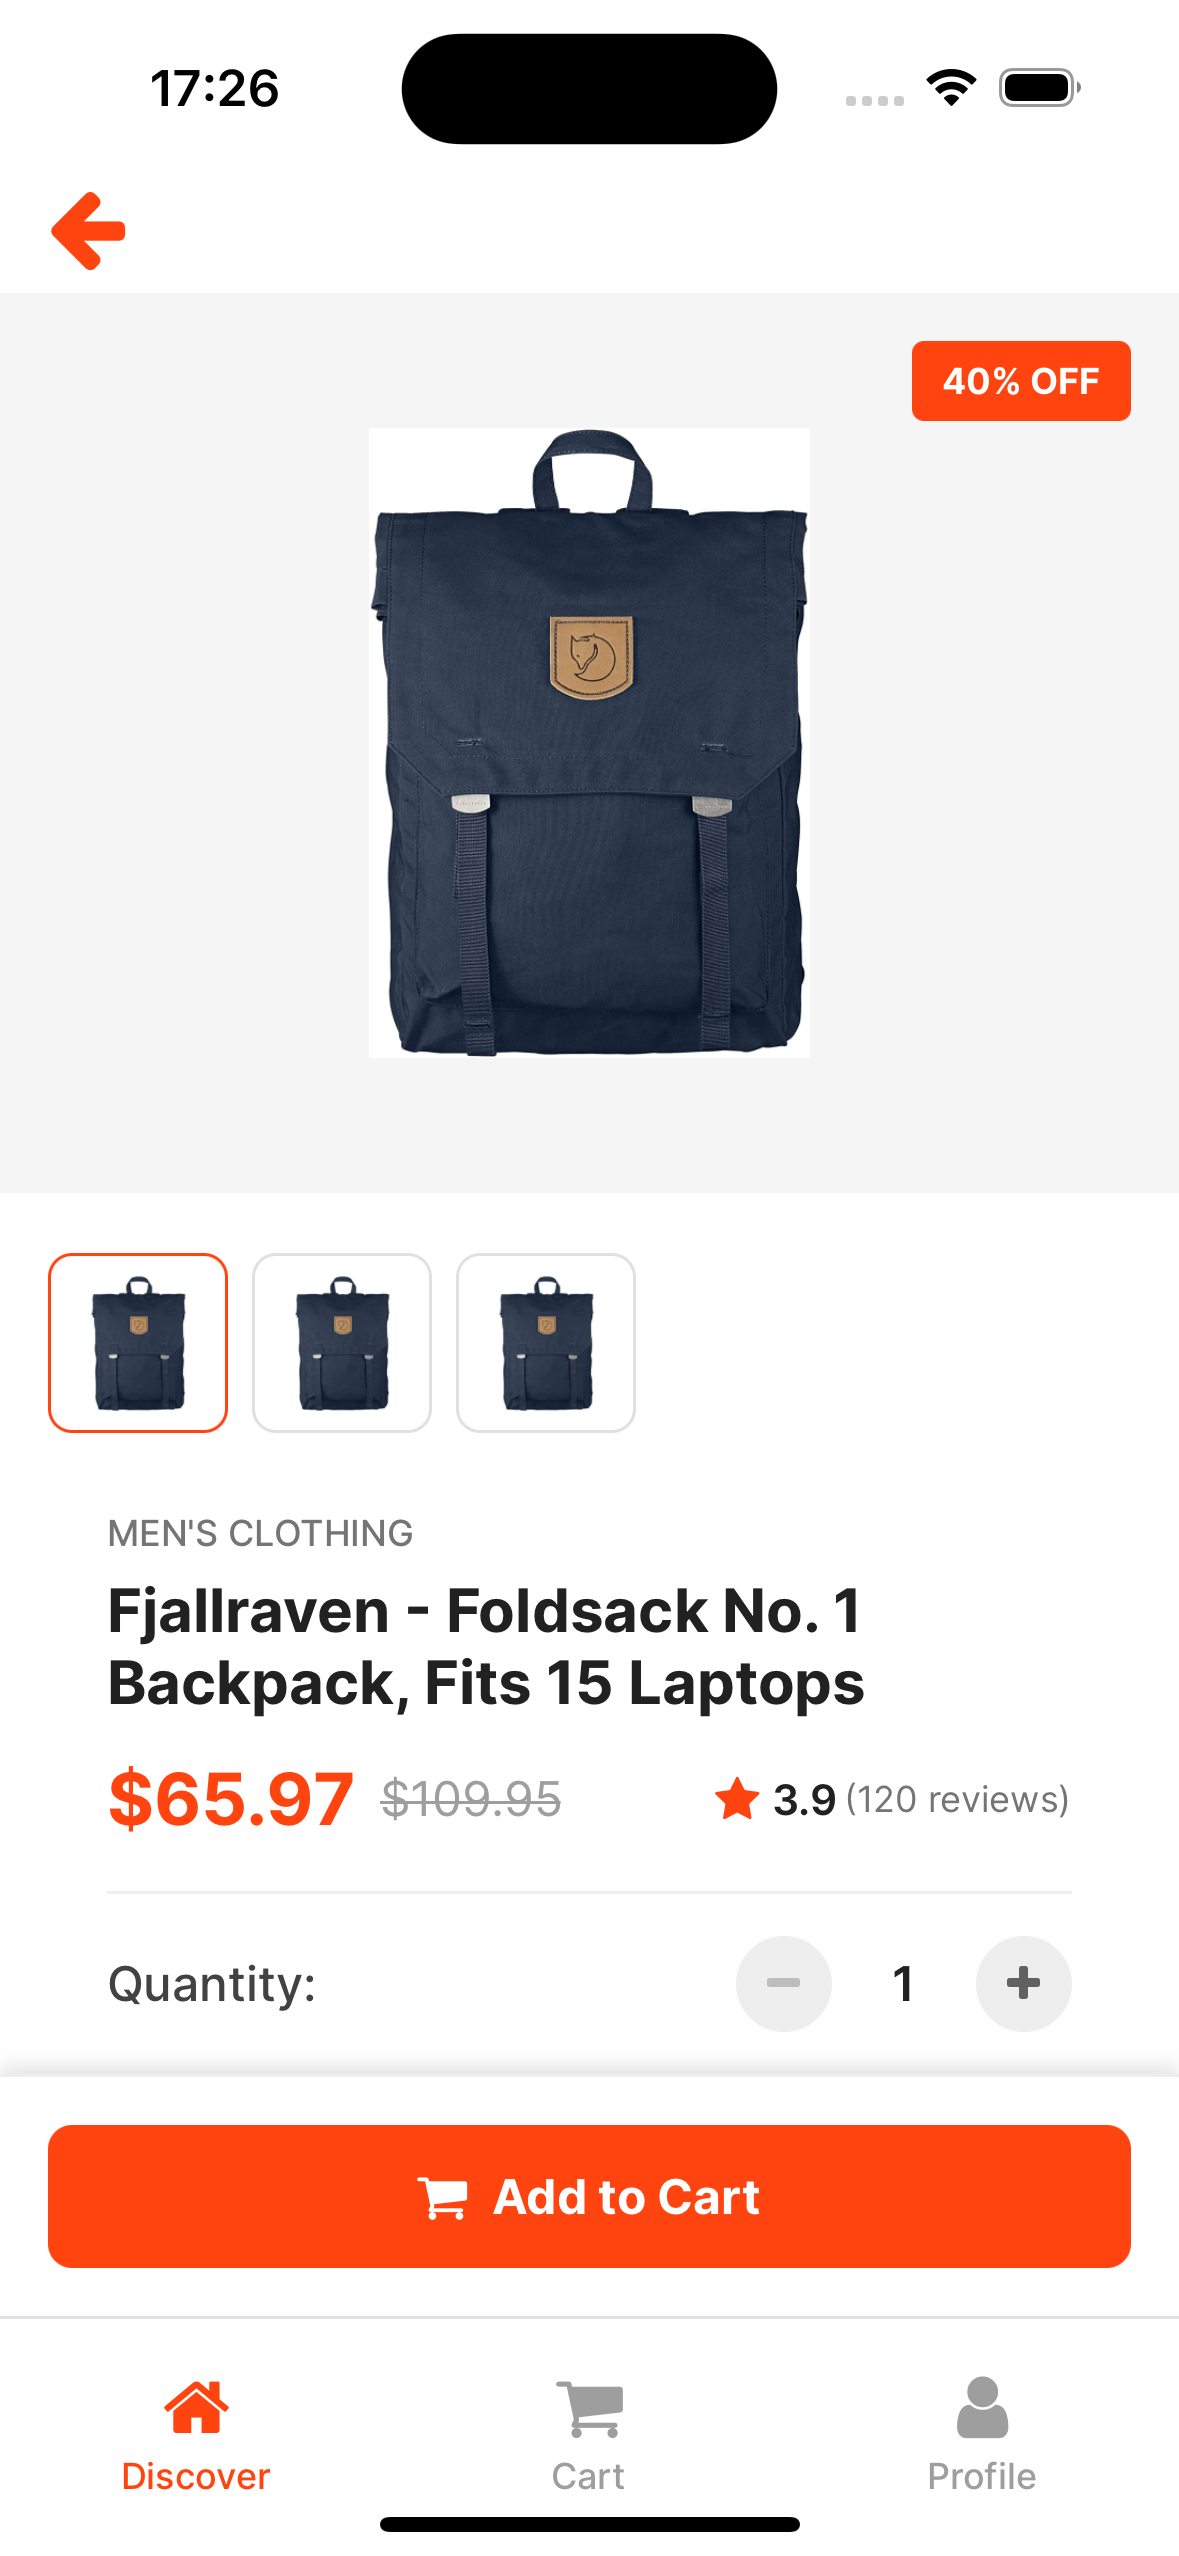 17:26
40% OFF
MEN'S CLOTHING
Fjallraven - Foldsack No. 1
Backpack, Fits 15 Laptops
$65.97 $109.95 3.9 (120 reviews)
Quantity: 1
Add to Cart
Discover Cart Profile